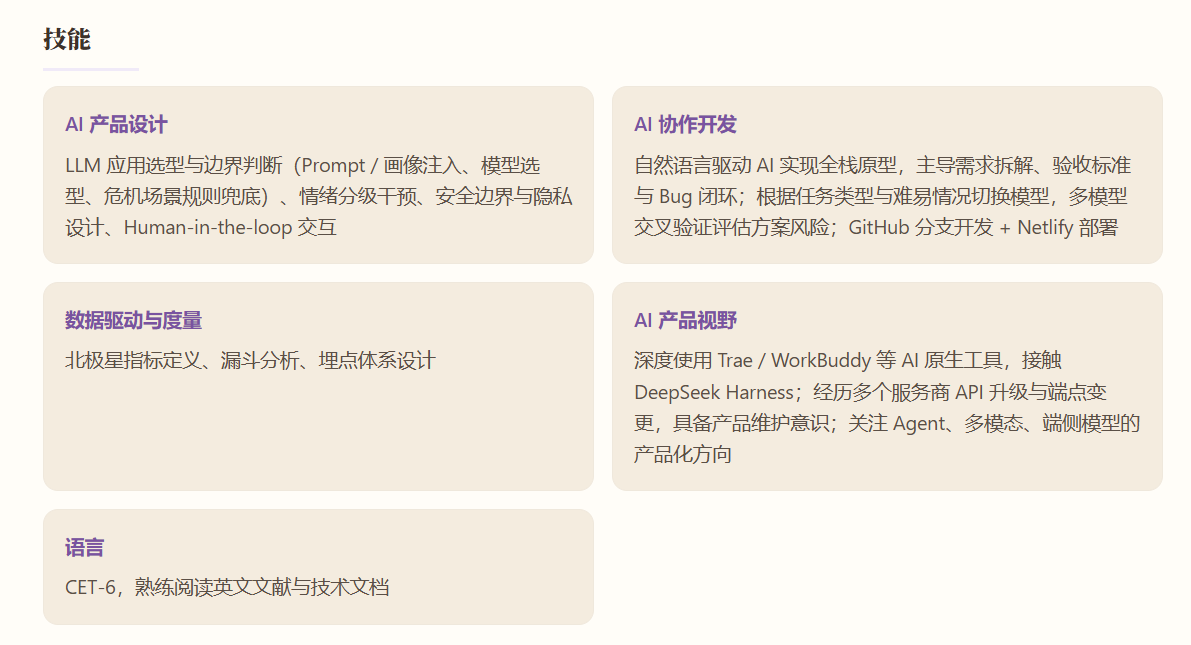 技能
AI 产品设计
LLM 应用选型与边界判断（Prompt / 画像注入、模型选
型、危机场景规则兜底）、情绪分级干预、安全边界与隐私
设计、Human-in-the-loop 交互
AI 协作开发
自然语言驱动 AI 实现全栈原型，主导需求拆解、验收标准
与 Bug 闭环；根据任务类型与难易情况切换模型，多模型
交叉验证评估方案风险；GitHub 分支开发 + Netlify 部署
数据驱动与度量
北极星指标定义、漏斗分析、埋点体系设计
AI 产品视野
深度使用 Trae / WorkBuddy 等 AI 原生工具，接触
DeepSeek Harness；经历多个服务商 API 升级与端点变
更，具备产品维护意识；关注 Agent、多模态、端侧模型的
产品化方向
语言
CET-6，熟练阅读英文文献与技术文档